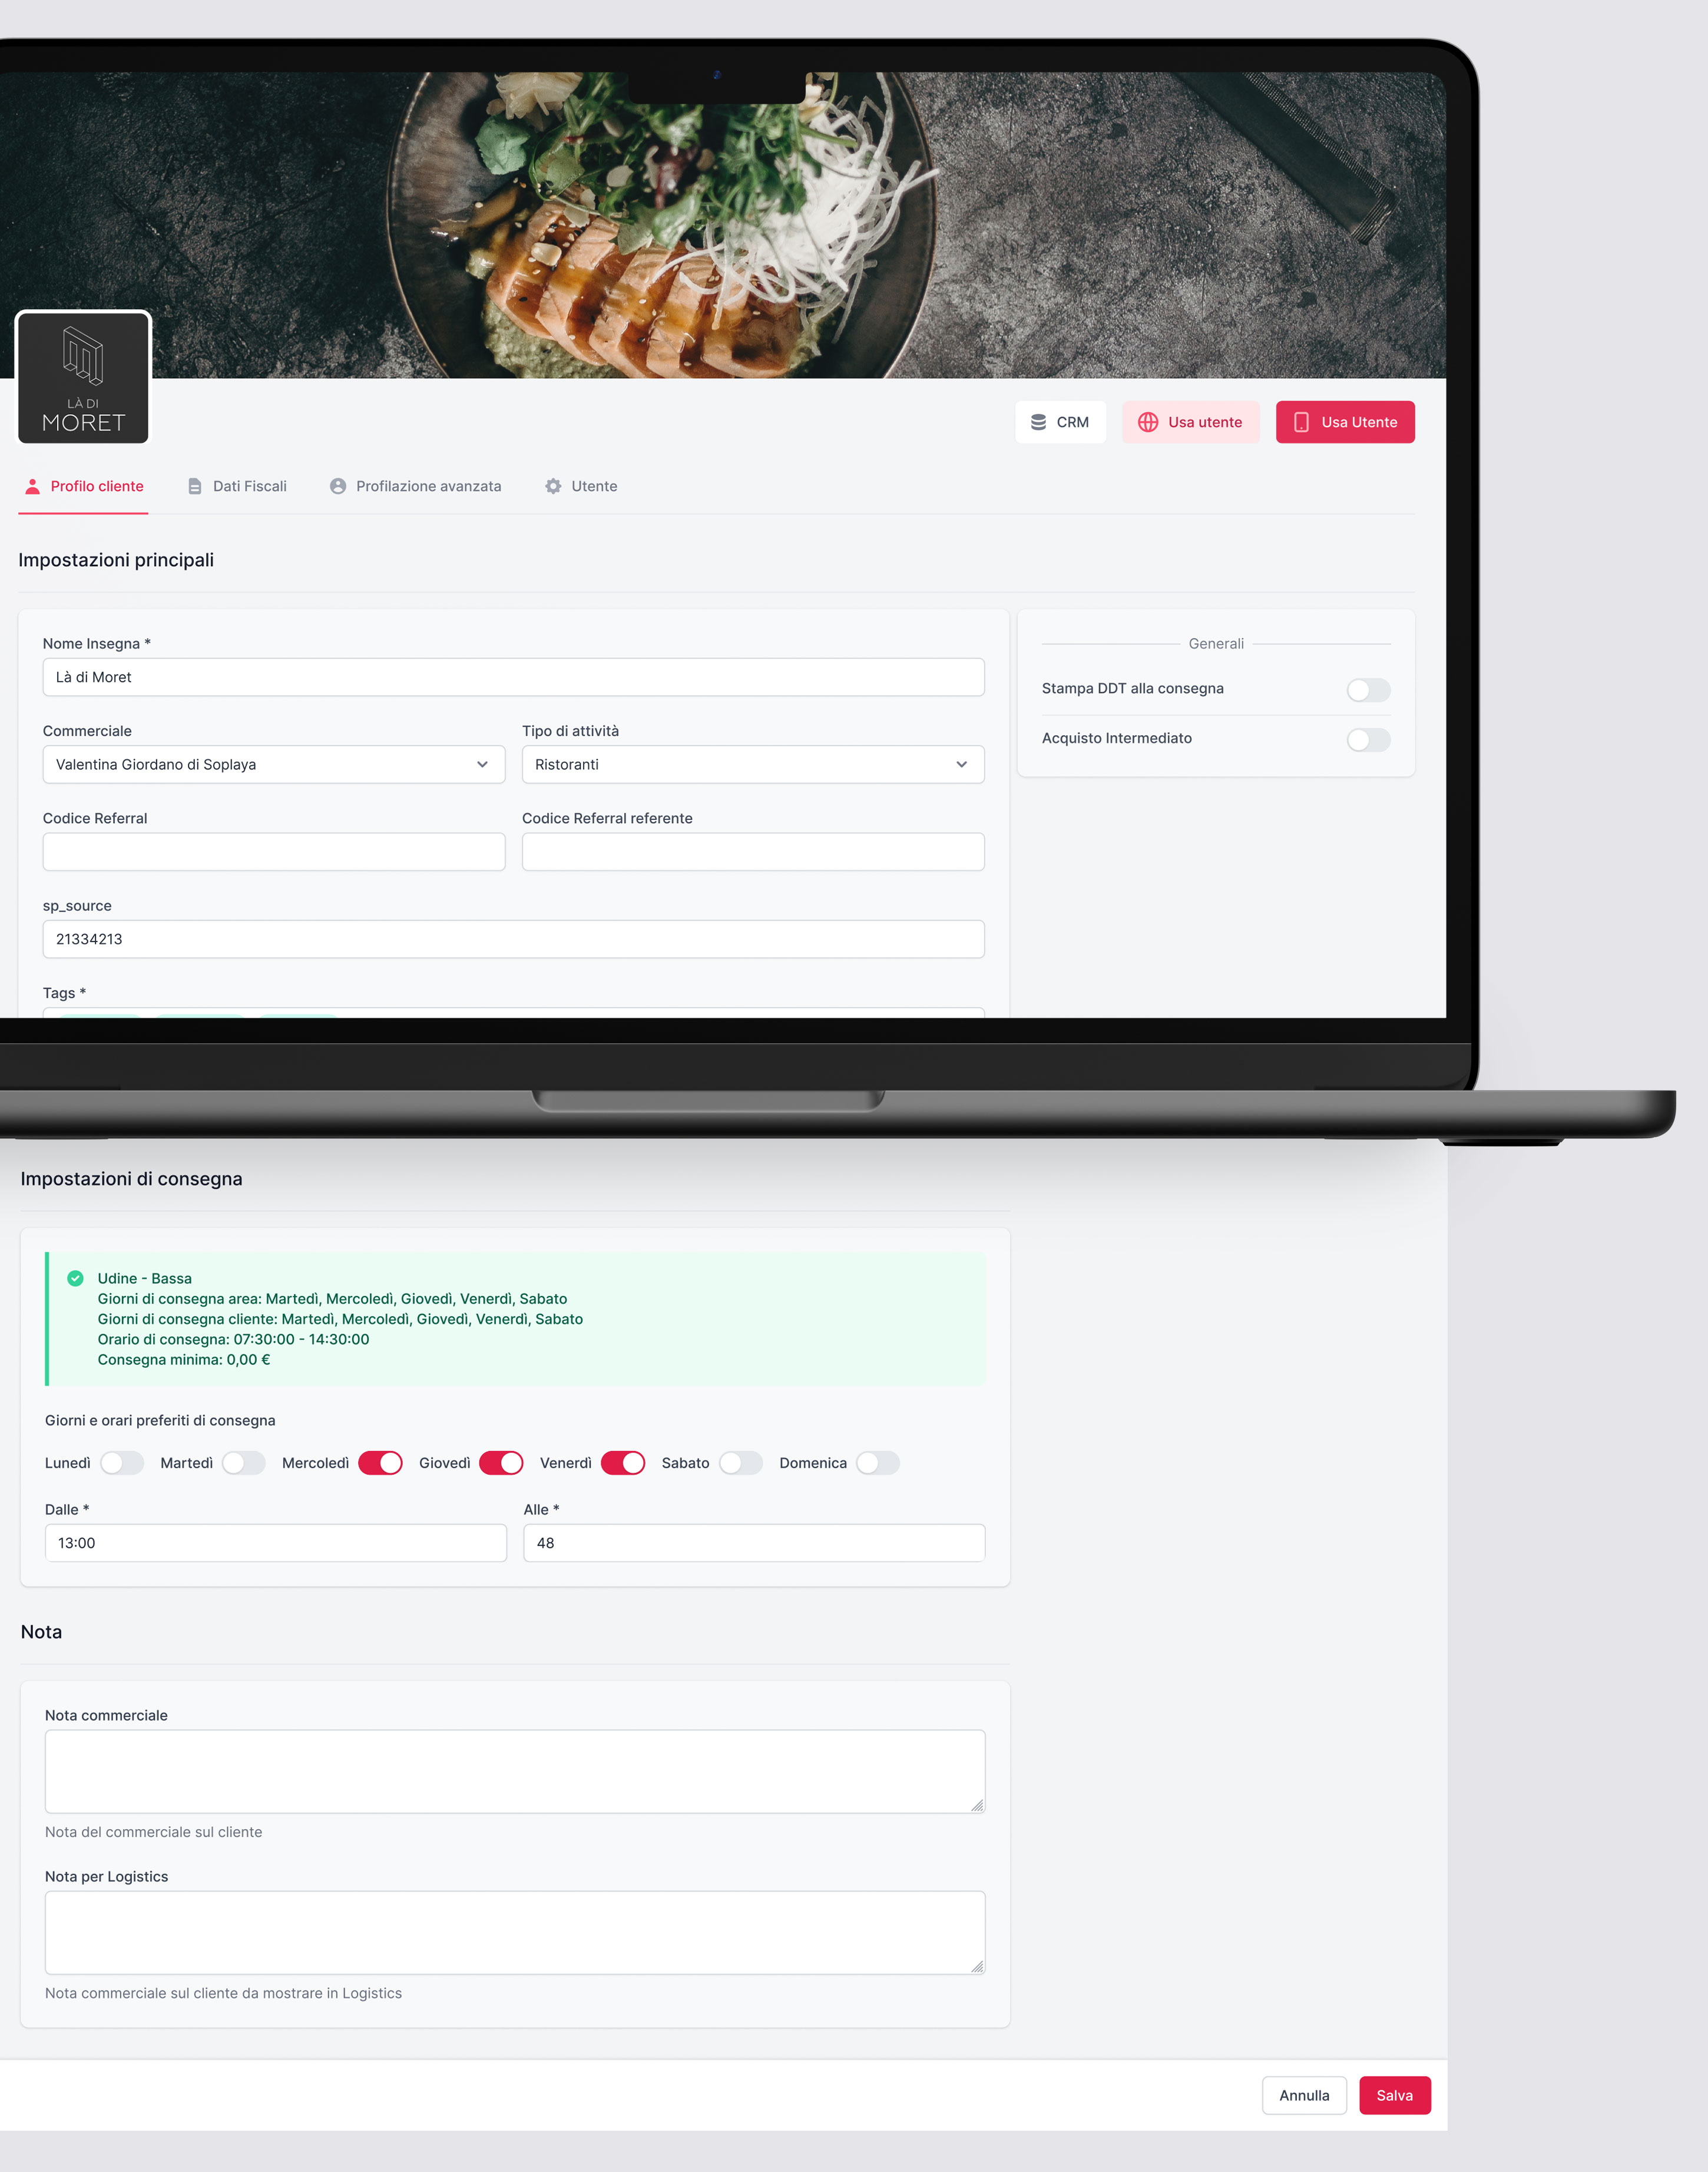 LÀ DI
MORET
CRM
Usa utente
Usa Utente
Profilo cliente
Dati Fiscali
Profilazione avanzata
Utente
Impostazioni principali
Nome Insegna *
Là di Moret
Generali
Stampa DDT alla consegna
Acquisto Intermediato
Commerciale
Tipo di attività
Valentina Giordano di Soplaya
Ristoranti
Codice Referral
Codice Referral referente
sp_source
21334213
Tags *
Impostazioni di consegna
Udine - Bassa
Giorni di consegna area: Martedì, Mercoledì, Giovedì, Venerdì, Sabato
Giorni di consegna cliente: Martedì, Mercoledì, Giovedì, Venerdì, Sabato
Orario di consegna: 07:30:00 - 14:30:00
Consegna minima: 0,00 €
Giorni e orari preferiti di consegna
Lunedì Martedì Mercoledì Giovedì Venerdì Sabato Domenica
Dalle *
Alle *
13:00
48
Nota
Nota commerciale
Nota del commerciale sul cliente
Nota per Logistics
Nota commerciale sul cliente da mostrare in Logistics
Annulla
Salva